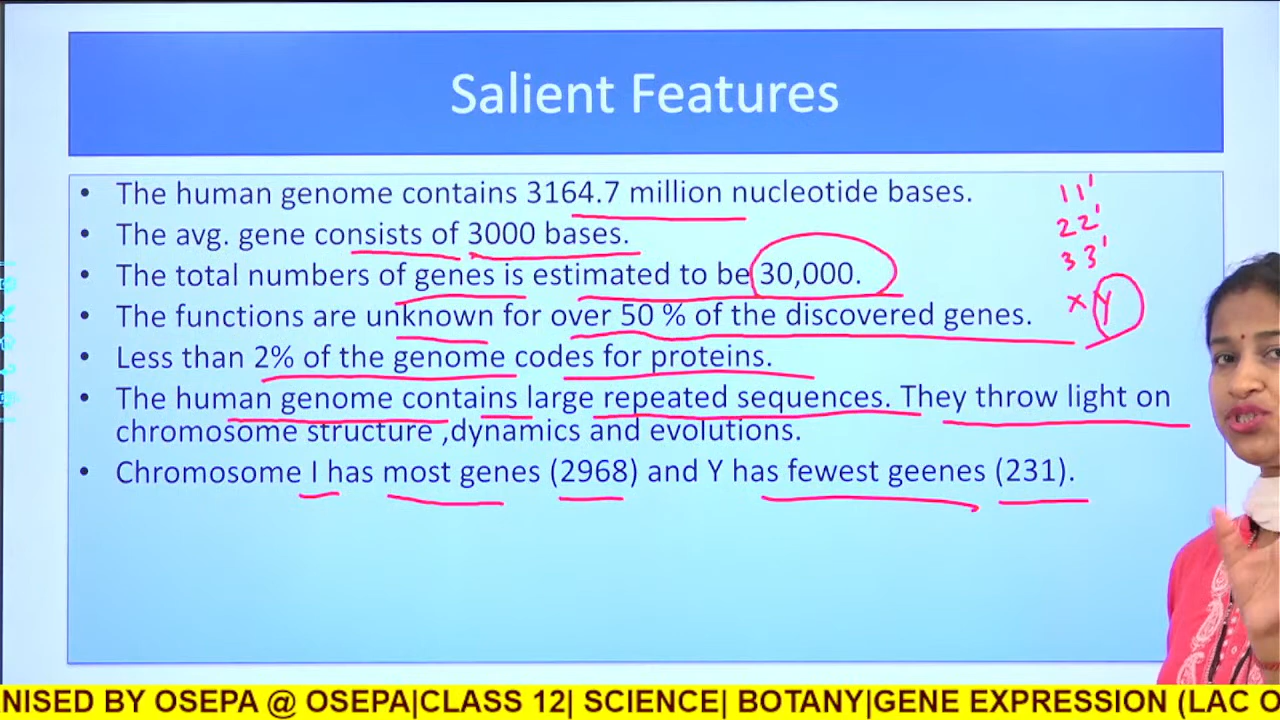 Salient Features
• The human genome contains 3164.7 million nucleotide bases.
• The avg. gene consists of 3000 bases.
• The total numbers of genes is estimated to be 30,000.
• The functions are unknown for over 50 % of the discovered genes.
• Less than 2% of the genome codes for proteins.
• The human genome contains large repeated sequences. They throw light on
chromosome structure ,dynamics and evolutions.
• Chromosome I has most genes (2968) and Y has fewest geenes (231).
11'
22'
33'
XY
NISED BY OSEPA @ OSEPA|CLASS 12| SCIENCE| BOTANY|GENE EXPRESSION (LAC O